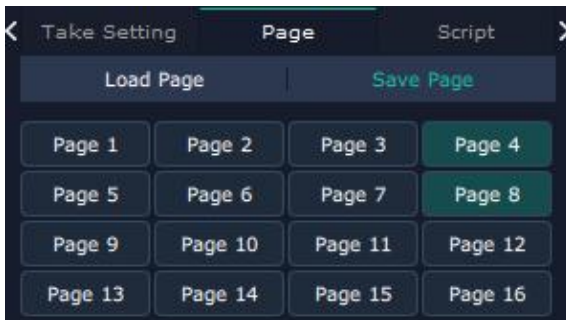 Take Setting Page Script
Load Page Save Page
Page 1 Page 2 Page 3 Page 4
Page 5 Page 6 Page 7 Page 8
Page 9 Page 10 Page 11 Page 12
Page 13 Page 14 Page 15 Page 16